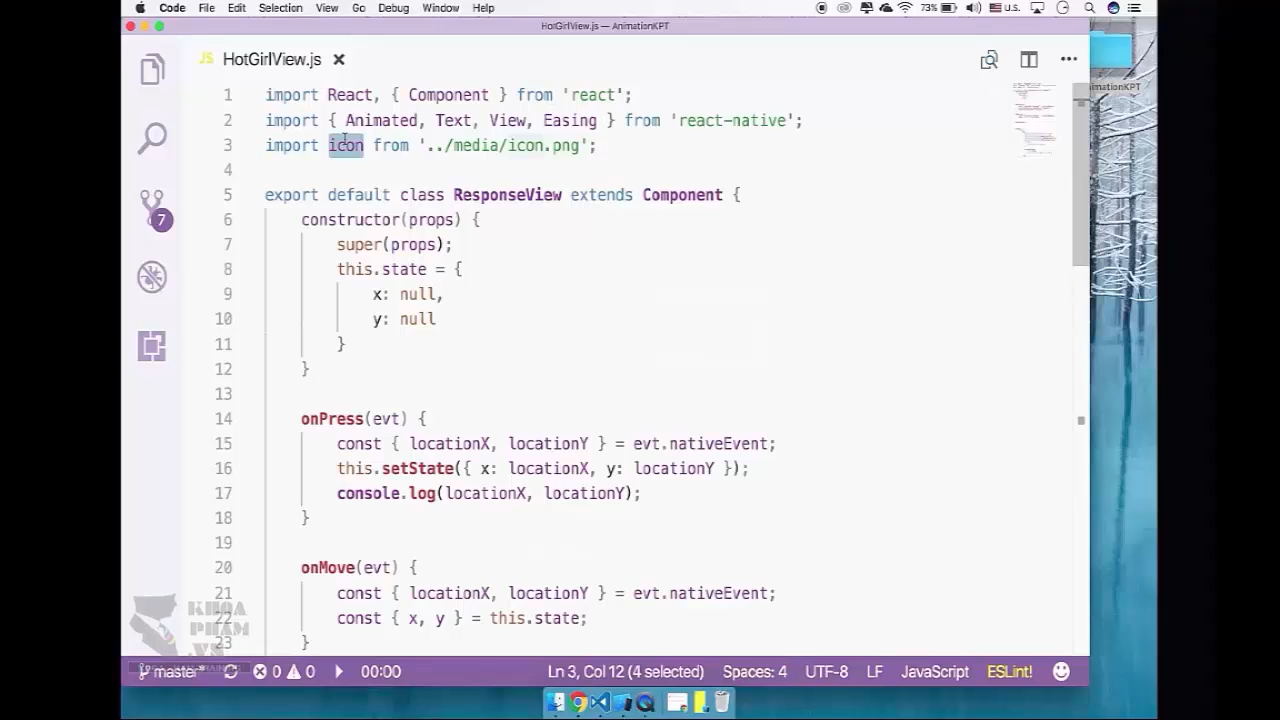 Code File Edit Selection View Go Debug Window Help 73% U.S.
HotGirlView.js — AnimationKPT
JS HotGirlView.js
imationKPT
1 import React, { Component } from 'react';
2 import { Animated, Text, View, Easing } from 'react-native';
3 import icon from '../media/icon.png';
4
5 export default class ResponseView extends Component {
6 constructor(props) {
7 super(props);
8 this.state = {
9 x: null,
10 y: null
11 }
12 }
13
14 onPress(evt) {
15 const { locationX, locationY } = evt.nativeEvent;
16 this.setState({ x: locationX, y: locationY });
17 console.log(locationX, locationY);
18 }
19
20 onMove(evt) {
21 const { locationX, locationY } = evt.nativeEvent;
22 const { x, y } = this.state;
23 }
7
KHOA
PHAM
.VN
master* 0 0 00:00 Ln 3, Col 12 (4 selected) Spaces: 4 UTF-8 LF JavaScript ESLint!